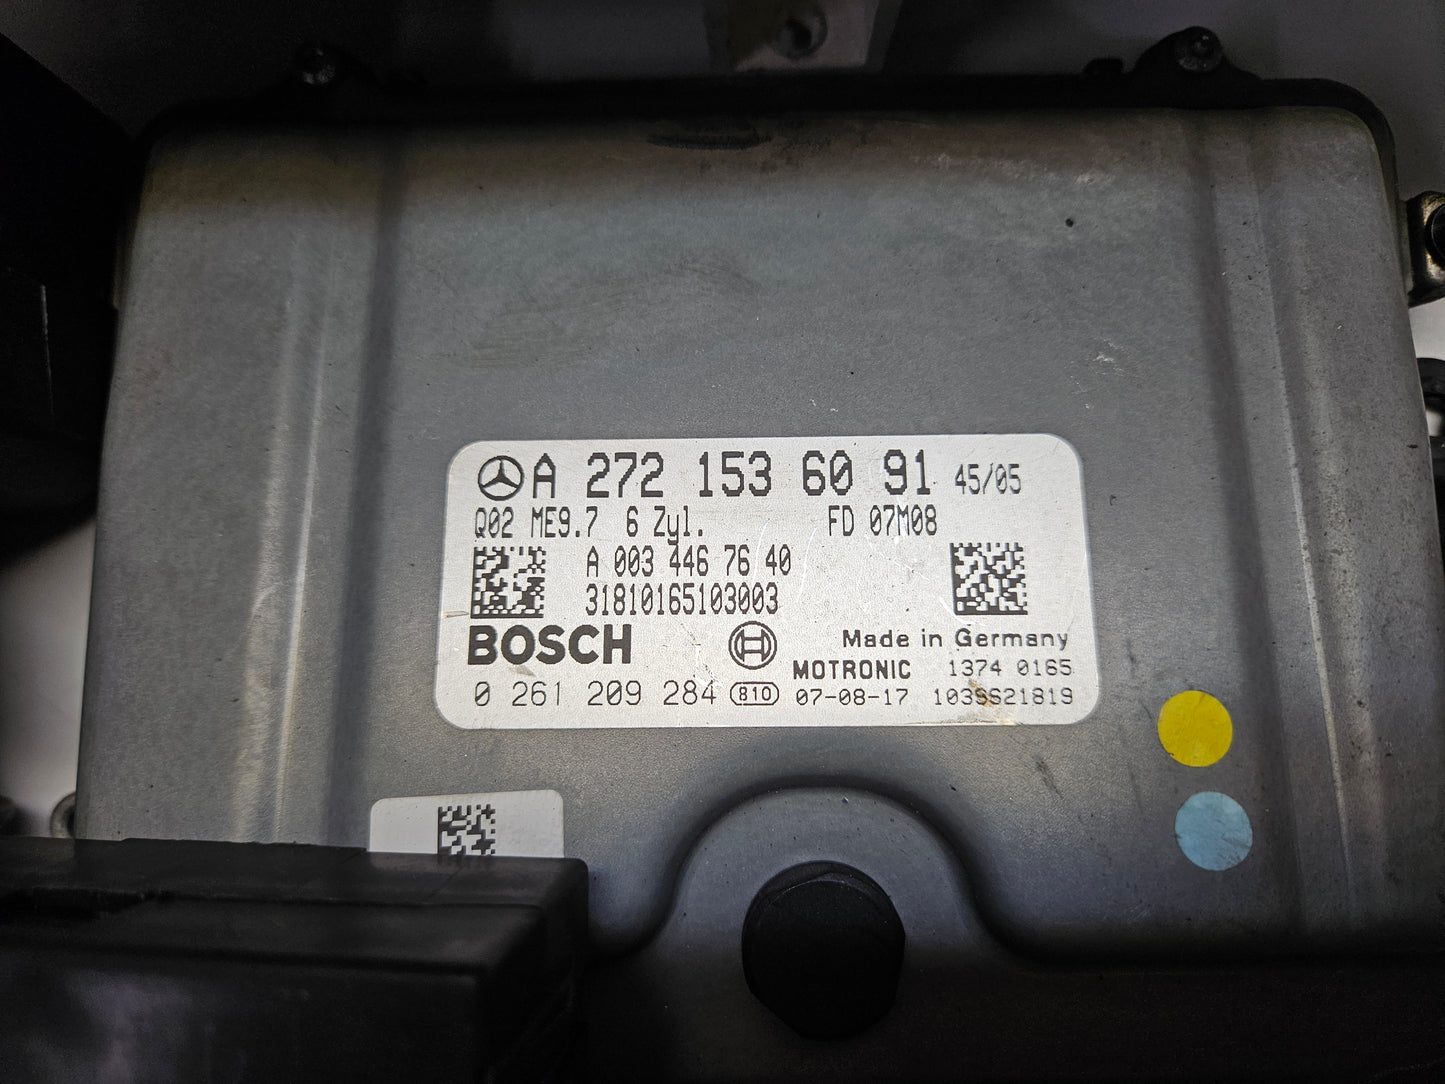 A 272 153 60 91 45/05
Q02 ME9.7 6 Zyl. FD 07M08
A 003 446 76 40
31810165103003
BOSCH
Made in Germany
MOTRONIC 1374 0165
0 261 209 284 810 07-08-17 1039S21819